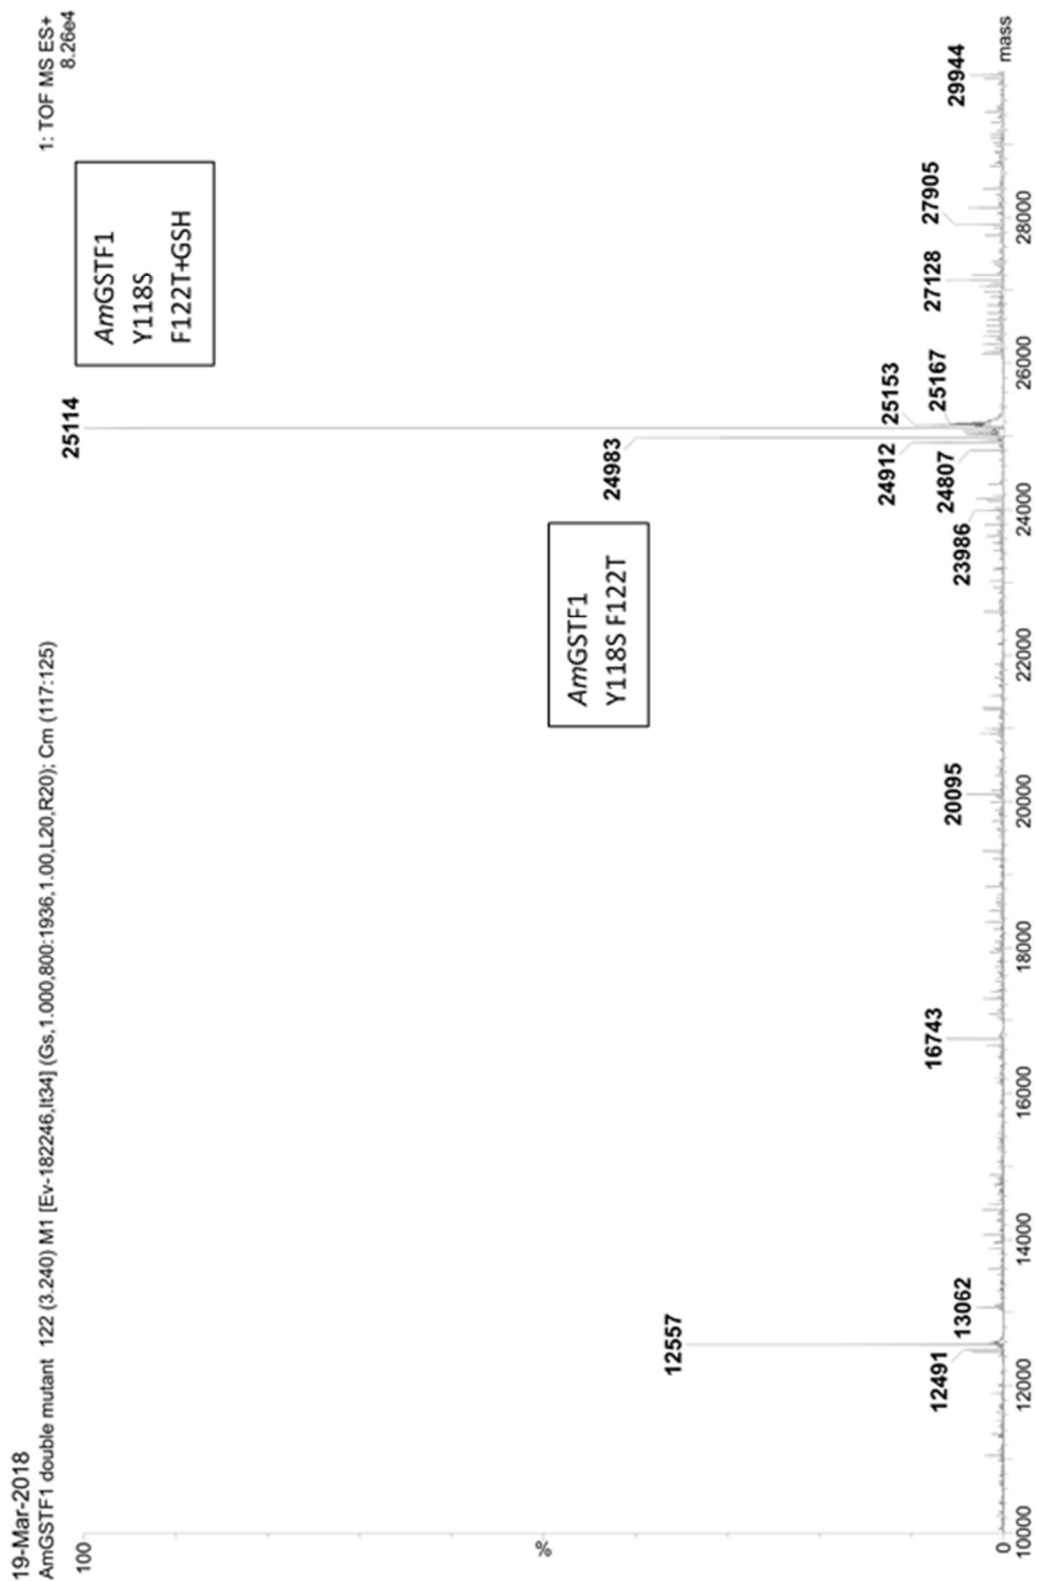 19-Mar-2018
AmGSTF1 double mutant 122 (3.240) M1 [Ev-182246,It34] (Gs,1.000,800:1936,1.00,L20,R20); Cm (117:125)
1: TOF MS ES+
8.26e4
AmGSTF1
Y118S
F122T+GSH
AmGSTF1
Y118S F122T
100
%
0
25114
24983
25153
24912
25167
24807
23986
27128
27905
29944
20095
16743
12557
13062
12491
10000
12000
14000
16000
18000
20000
22000
24000
26000
28000
mass